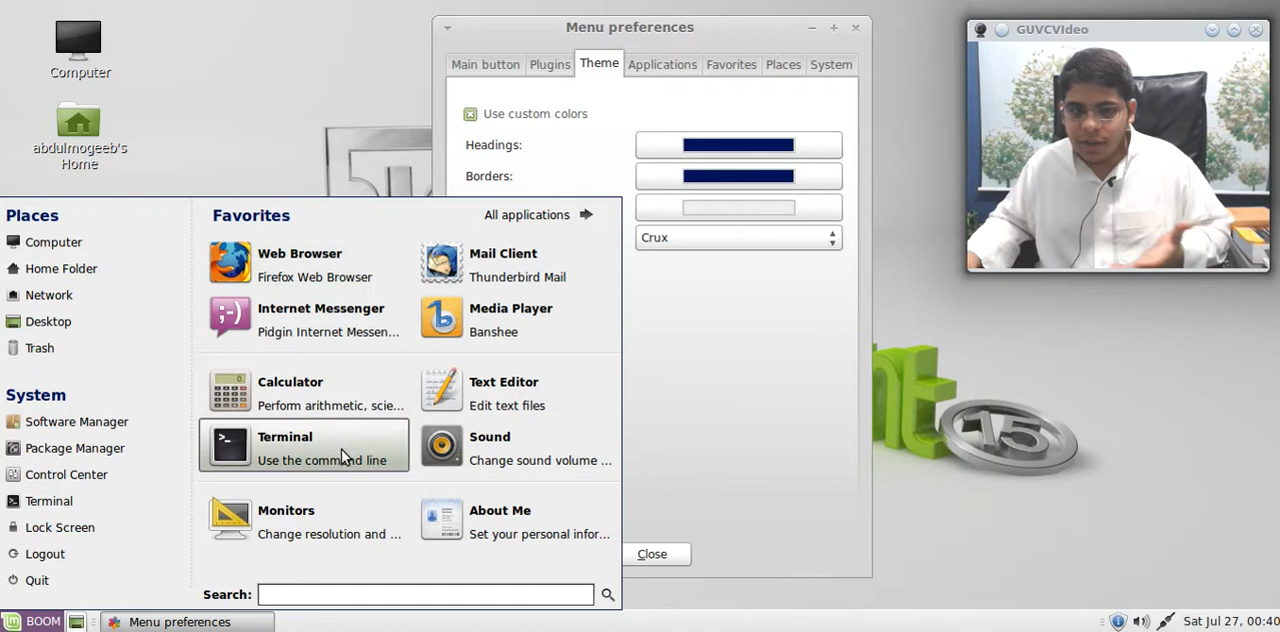 Computer
abdulmogeeb's
Home
Menu preferences
Main button
Plugins
Theme
Applications
Favorites
Places
System
Use custom colors
Headings:
Borders:
Crux
Close
GUVCVideo
Places
Computer
Home Folder
Network
Desktop
Trash
System
Software Manager
Package Manager
Control Center
Terminal
Lock Screen
Logout
Quit
Favorites
All applications
Web Browser
Firefox Web Browser
Mail Client
Thunderbird Mail
Internet Messenger
Pidgin Internet Messen...
Media Player
Banshee
Calculator
Perform arithmetic, scie...
Text Editor
Edit text files
Terminal
Use the command line
Sound
Change sound volume ...
Monitors
Change resolution and ...
About Me
Set your personal infor...
Search:
nt
15
BOOM
Menu preferences
Sat Jul 27, 00:40